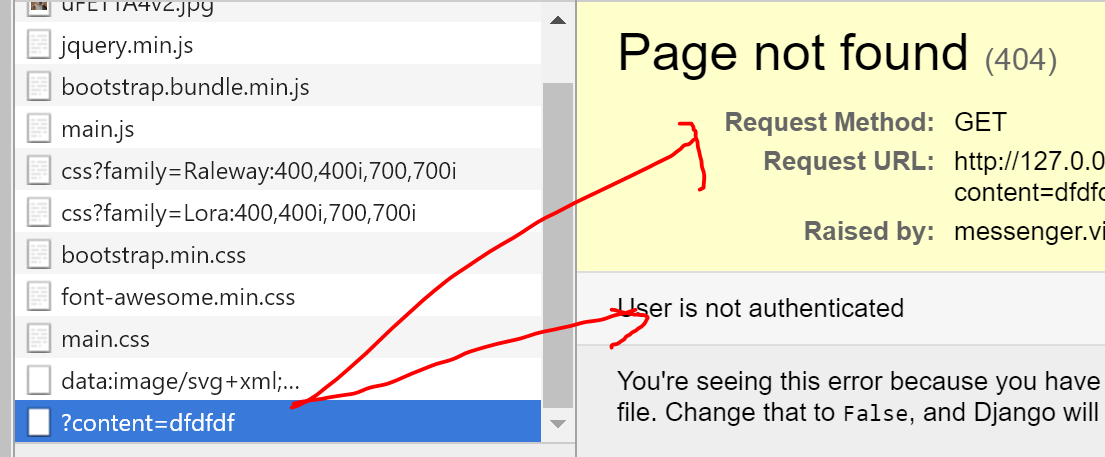 jquery.min.js
bootstrap.bundle.min.js
main.js
css?family=Raleway:400,400i,700,700i
css?family=Lora:400,400i,700,700i
bootstrap.min.css
font-awesome.min.css
main.css
data:image/svg+xml;...
?content=dfdfdf
Page not found (404)
Request Method: GET
Request URL: http://127.0.0
content=dfdfd
Raised by: messenger.vi
User is not authenticated
You're seeing this error because you have
file. Change that to False, and Django will